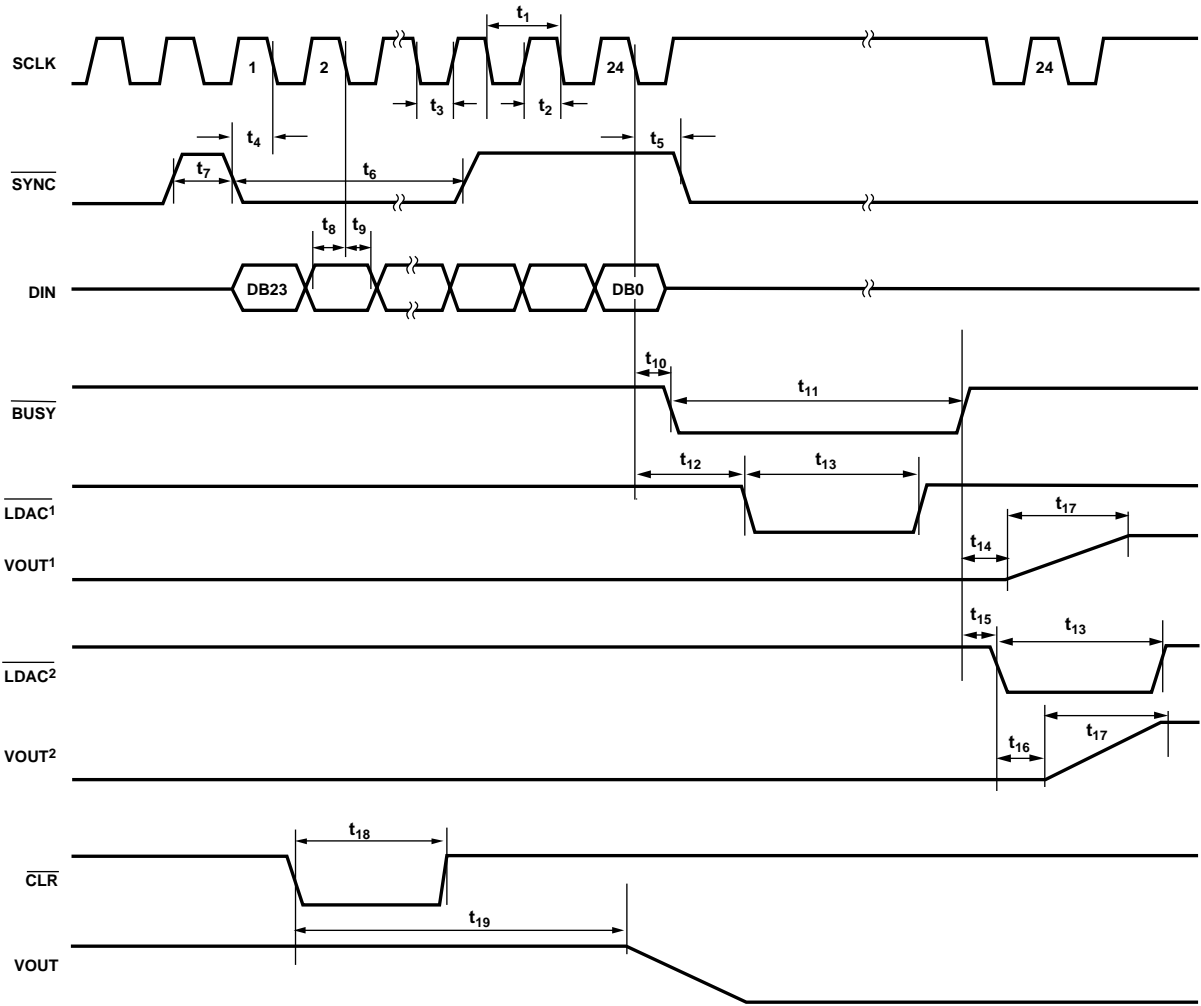 t1
SCLK
1
2
24
24
t3
t2
t4
t5
t7
t6
SYNC
t8
t9
DIN
DB23
DB0
t10
t11
BUSY
t12
t13
LDAC1
t17
t14
VOUT1
t15
t13
LDAC2
t16
t17
VOUT2
t18
CLR
t19
VOUT